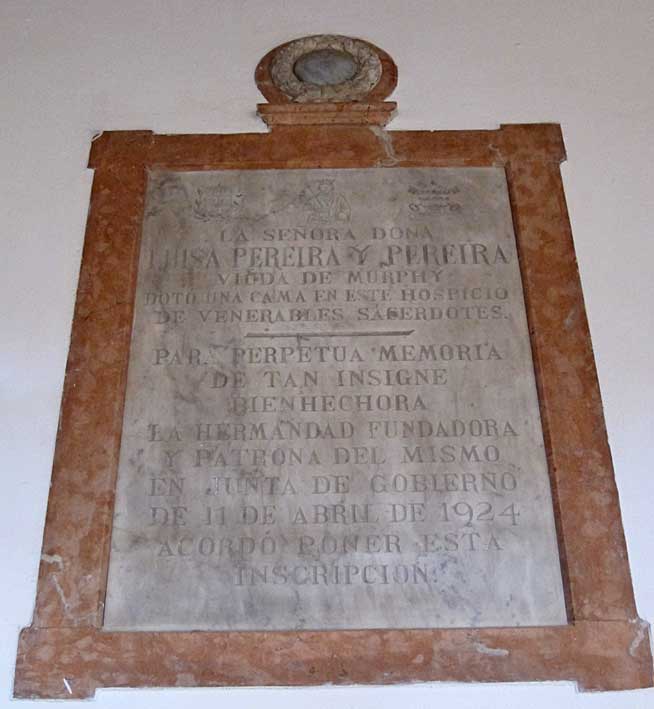 LA SEÑORA DOÑA
LUISA PEREIRA Y PEREIRA
VIUDA DE MURPHY
DOTÓ UNA CAMA EN ESTE HOSPICIO
DE VENERABLES SACERDOTES.
PARA PERPETUA MEMORIA
DE TAN INSIGNE
BIENHECHORA
LA HERMANDAD FUNDADORA
Y PATRONA DEL MISMO
EN JUNTA DE GOBIERNO
DE 11 DE ABRIL DE 1924
ACORDÓ PONER ESTA
INSCRIPCIÓN.